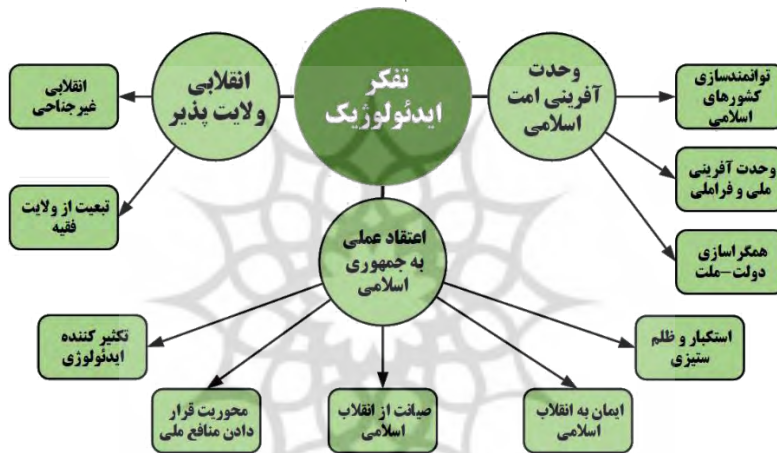 تفکر
ایدئولوژیک
وحدت
آفرینی امت
اسلامی
توانمندسازی
کشورهای
اسلامی
وحدت آفرینی
ملی و فراملی
همگراسازی
دولت-ملت
انقلابی
ولایت پذیر
انقلابی
غیرجناحی
تبعیت از ولایت
فقیه
اعتقاد عملی
به جمهوری
اسلامی
استکبار و ظلم
ستیزی
ایمان به انقلاب
اسلامی
صیانت از انقلاب
اسلامی
محوریت قرار
دادن منافع ملی
تکثیر کننده
ایدئولوژی